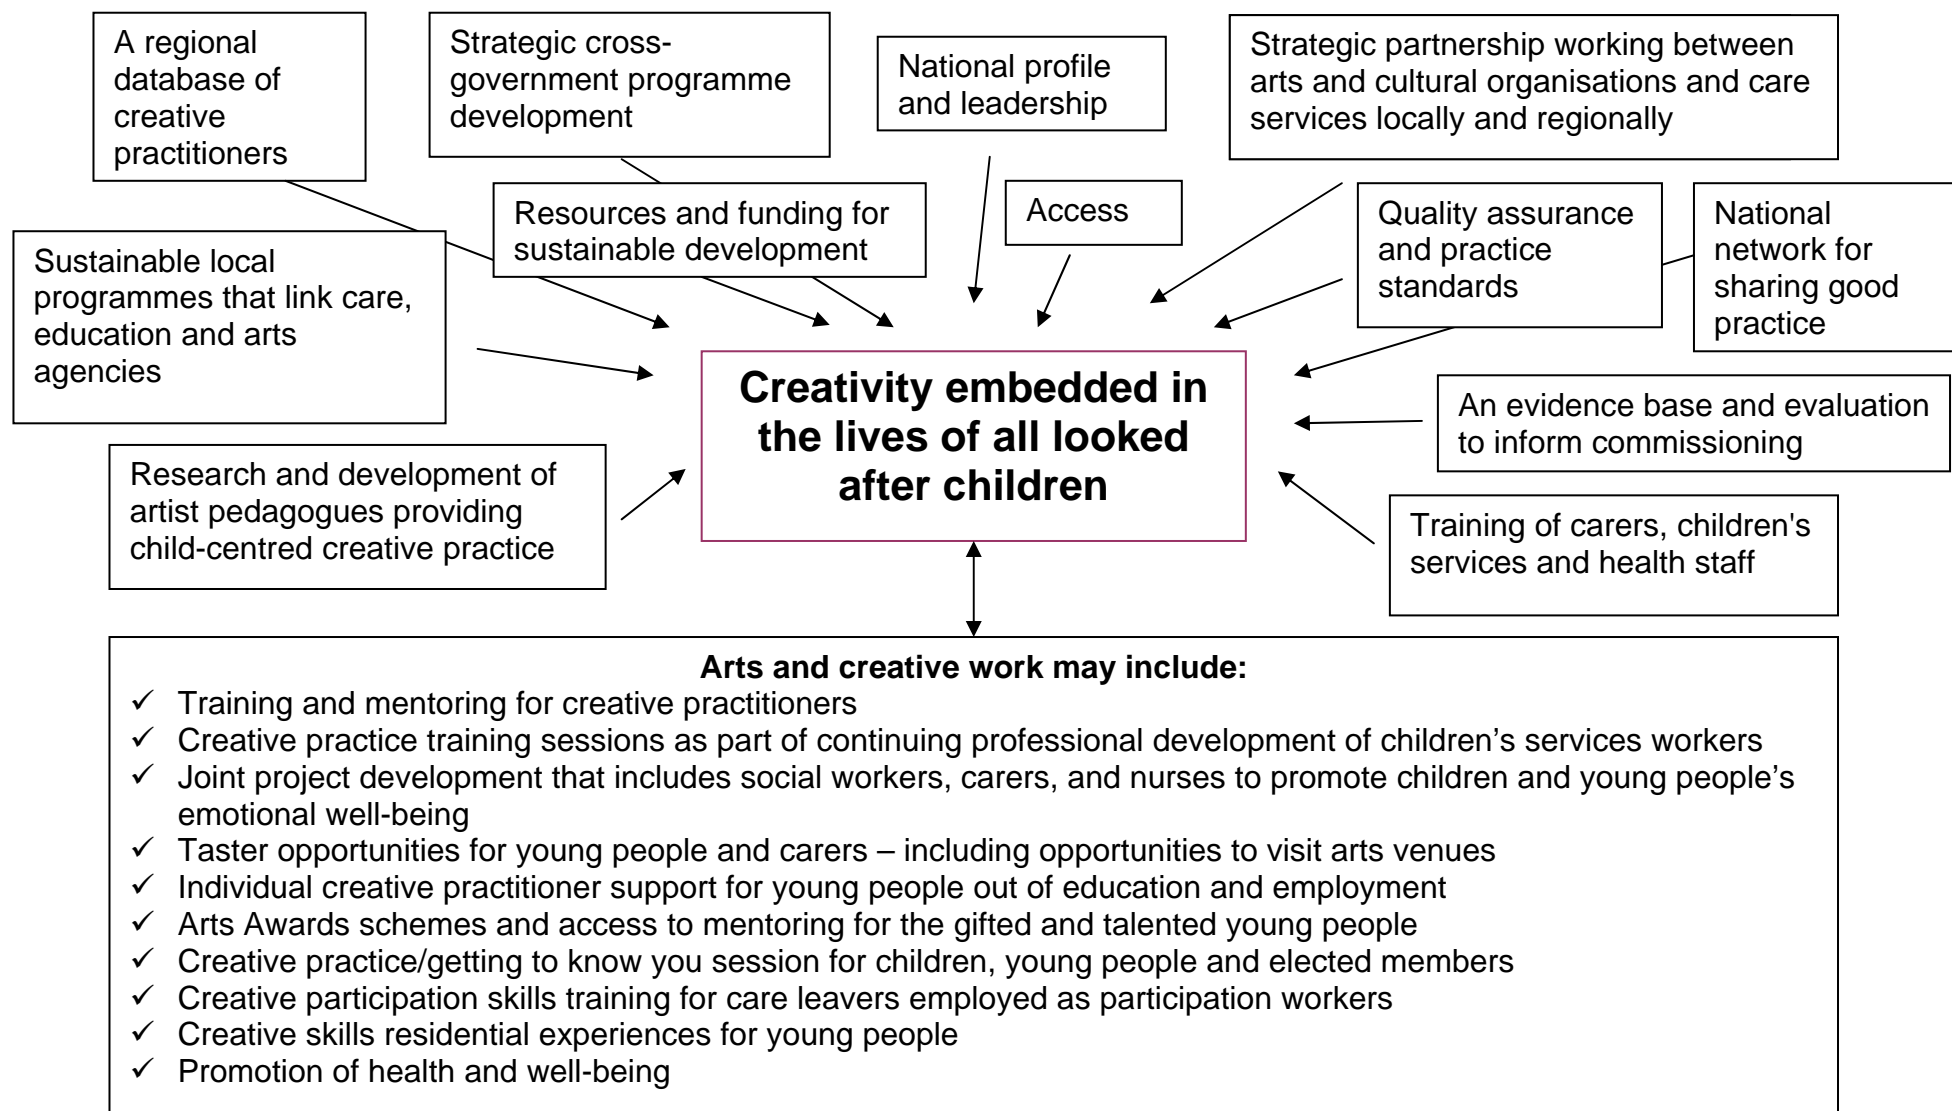 A regional
database of
creative
practitioners
Strategic cross-
government programme
development
National profile
and leadership
Strategic partnership working between
arts and cultural organisations and care
services locally and regionally
Resources and funding for
sustainable development
Access
Quality assurance
and practice
standards
National
network for
sharing good
practice
Sustainable local
programmes that link care,
education and arts
agencies
Creativity embedded in
the lives of all looked
after children
An evidence base and evaluation
to inform commissioning
Research and development of
artist pedagogues providing
child-centred creative practice
Training of carers, children's
services and health staff
Arts and creative work may include:
✓ Training and mentoring for creative practitioners
✓ Creative practice training sessions as part of continuing professional development of children’s services workers
✓ Joint project development that includes social workers, carers, and nurses to promote children and young people’s
emotional well-being
✓ Taster opportunities for young people and carers – including opportunities to visit arts venues
✓ Individual creative practitioner support for young people out of education and employment
✓ Arts Awards schemes and access to mentoring for the gifted and talented young people
✓ Creative practice/getting to know you session for children, young people and elected members
✓ Creative participation skills training for care leavers employed as participation workers
✓ Creative skills residential experiences for young people
✓ Promotion of health and well-being